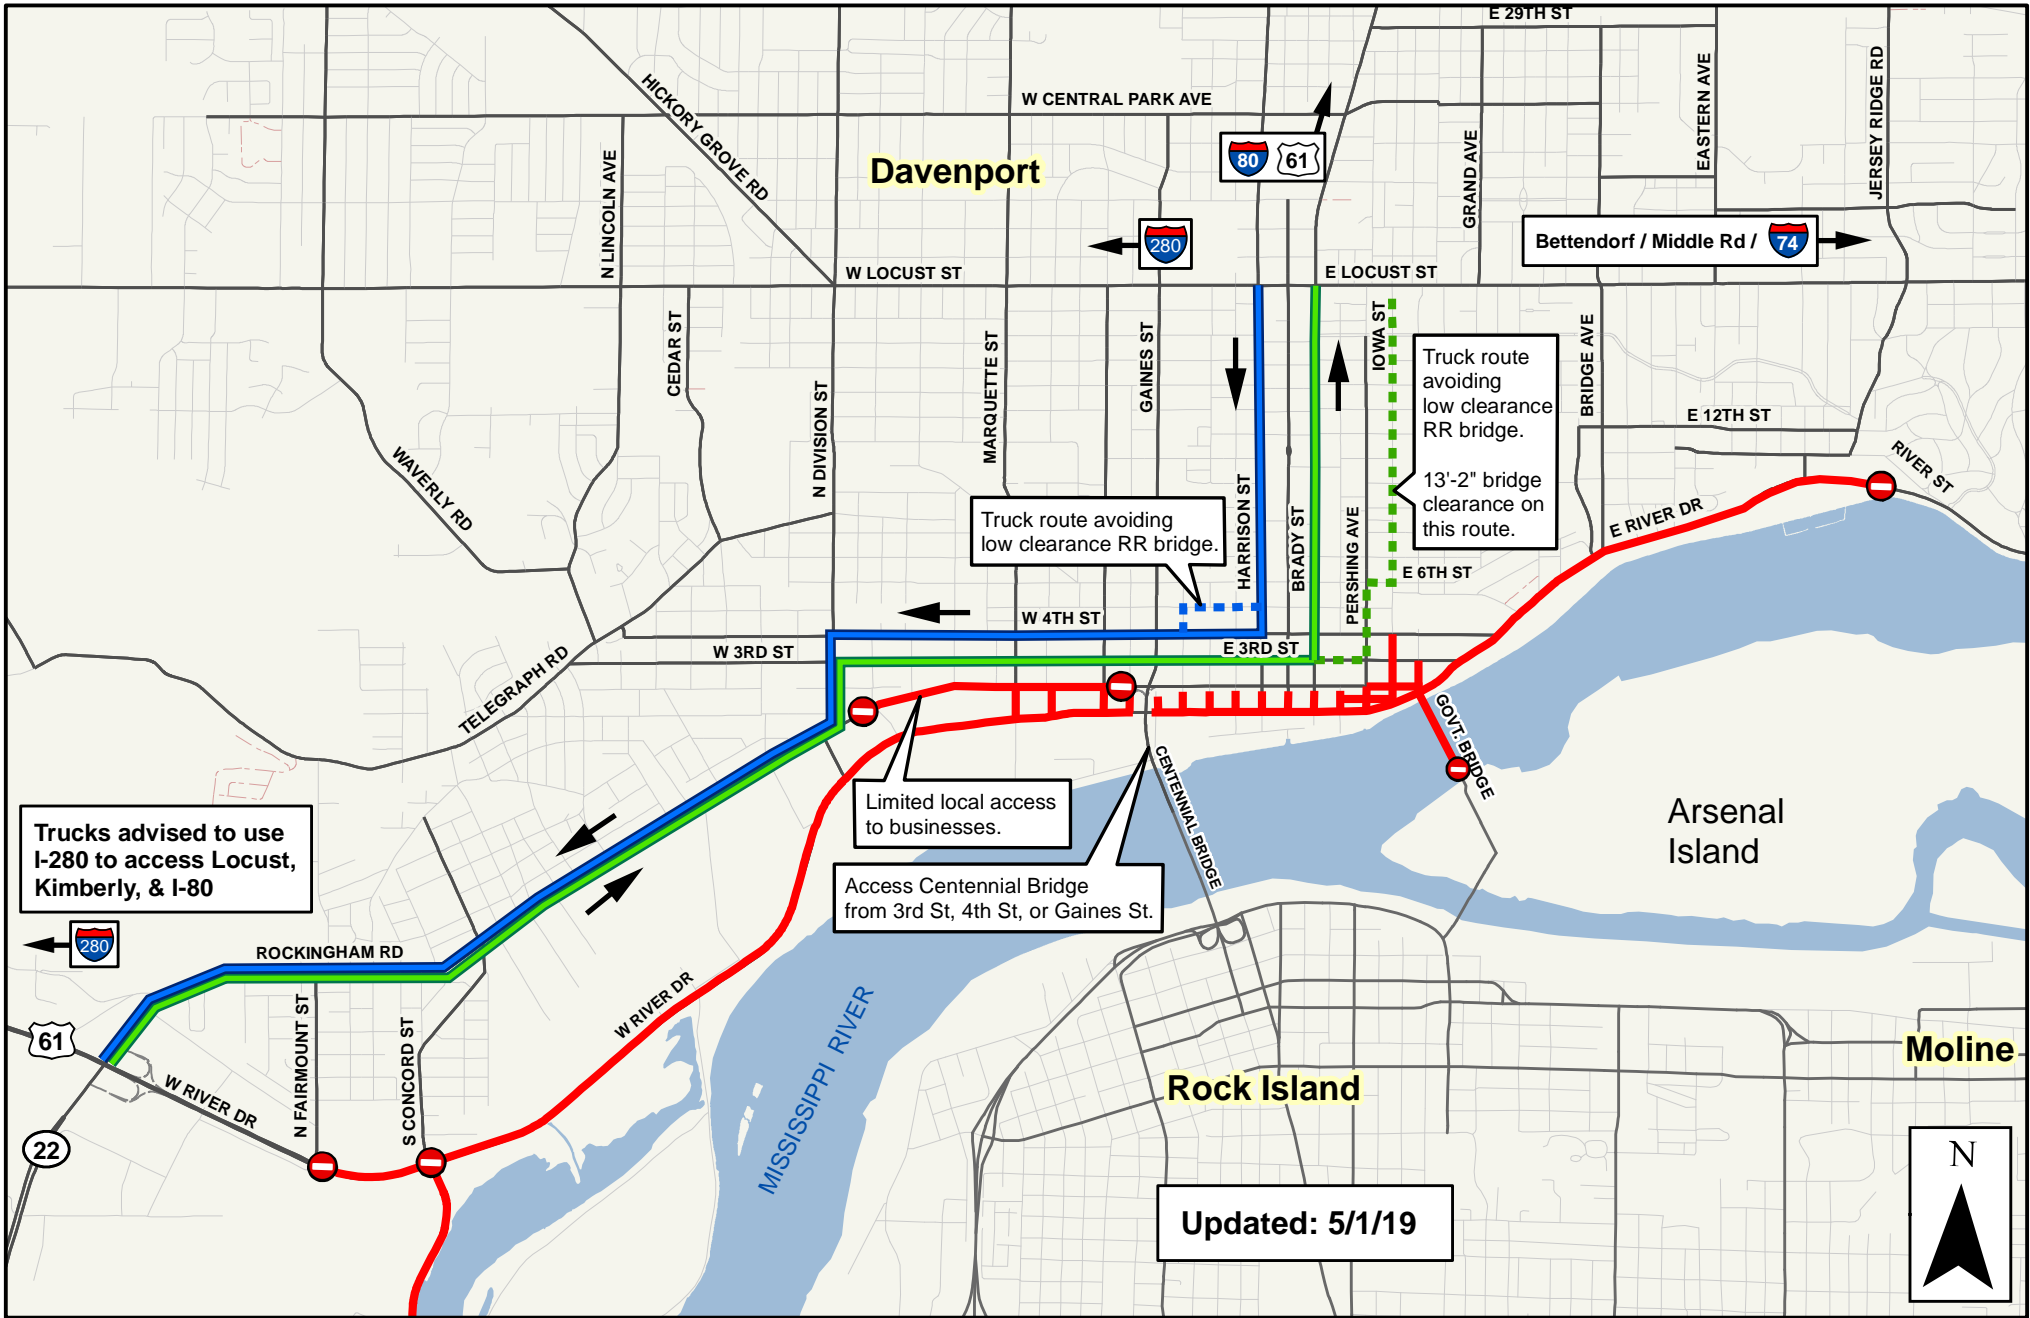 E 29TH ST
HICKORY GROVE RD
W CENTRAL PARK AVE
EASTERN AVE
JERSEY RIDGE RD
N LINCOLN AVE
Davenport
80 61
GRAND AVE
280
Bettendorf / Middle Rd / 74
W LOCUST ST
E LOCUST ST
CEDAR ST
N DIVISION ST
MARQUETTE ST
GAINES ST
HARRISON ST
BRADY ST
PERSHING AVE
IOWA ST
Truck route
avoiding
low clearance
RR bridge.
13'-2" bridge
clearance on
this route.
BRIDGE AVE
E 12TH ST
RIVER ST
WAVERLY RD
Truck route avoiding
low clearance RR bridge.
E RIVER DR
E 6TH ST
W 4TH ST
W 3RD ST
E 3RD ST
TELEGRAPH RD
GOVT. BRIDGE
CENTENNIAL BRIDGE
Limited local access
to businesses.
Arsenal
Island
Trucks advised to use
I-280 to access Locust,
Kimberly, & I-80
Access Centennial Bridge
from 3rd St, 4th St, or Gaines St.
280
ROCKINGHAM RD
W RIVER DR
MISSISSIPPI RIVER
61
N FAIRMOUNT ST
S CONCORD ST
W RIVER DR
22
Rock Island
Moline
Updated: 5/1/19
N